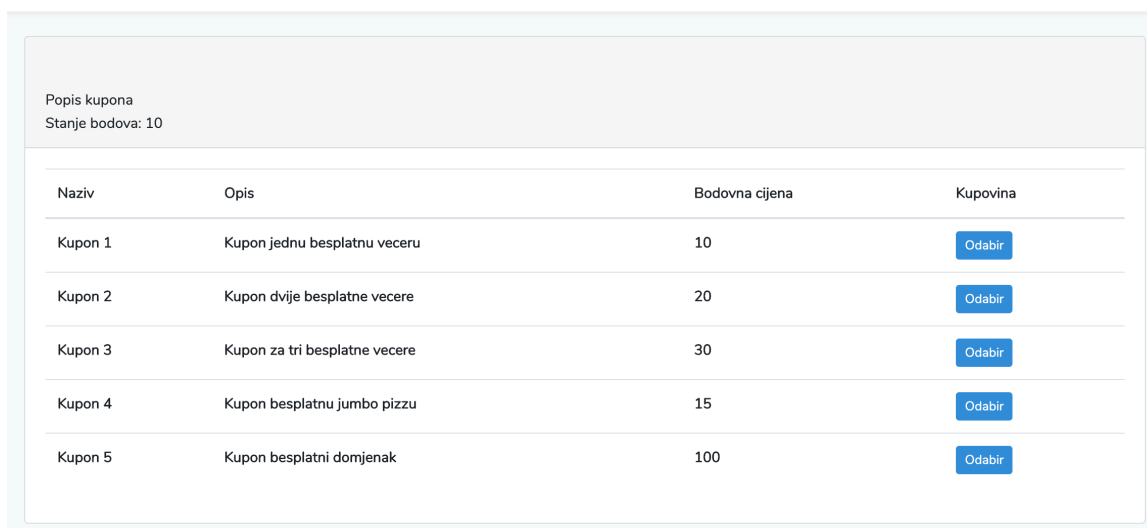 Popis kupona
Stanje bodova: 10
Naziv Opis Bodovna cijena Kupovina
Kupon 1 Kupon jednu besplatnu veceru 10 Odabir
Kupon 2 Kupon dvije besplatne vecere 20 Odabir
Kupon 3 Kupon za tri besplatne vecere 30 Odabir
Kupon 4 Kupon besplatnu jumbo pizzu 15 Odabir
Kupon 5 Kupon besplatni domjenak 100 Odabir